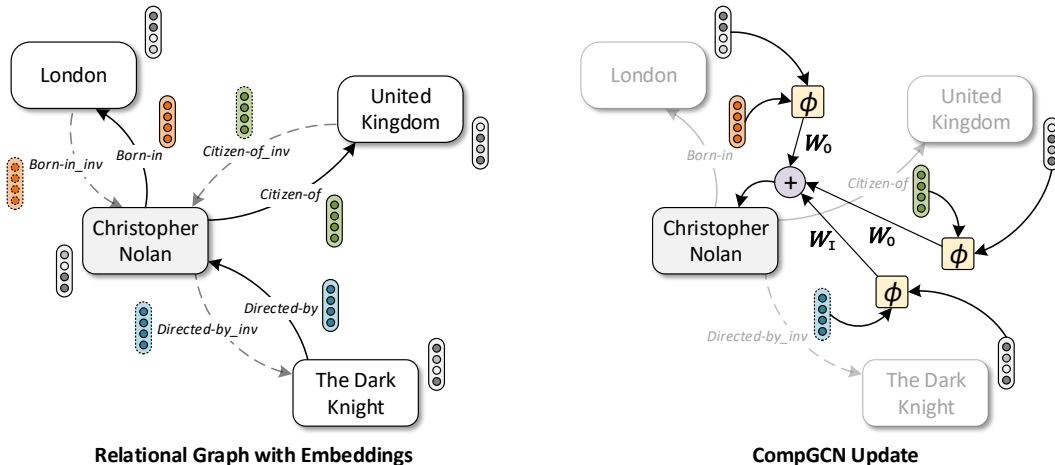 London
United
Kingdom
Born-in_inv
Born-in
Citizen-of_inv
Citizen-of
Christopher
Nolan
Directed-by
Directed-by_inv
The Dark
Knight
Relational Graph with Embeddings
London
United
Kingdom
ϕ
Born-in
W_O
Citizen-of
+
Christopher
Nolan
W_I
W_O
ϕ
ϕ
Directed-by_inv
The Dark
Knight
CompGCN Update